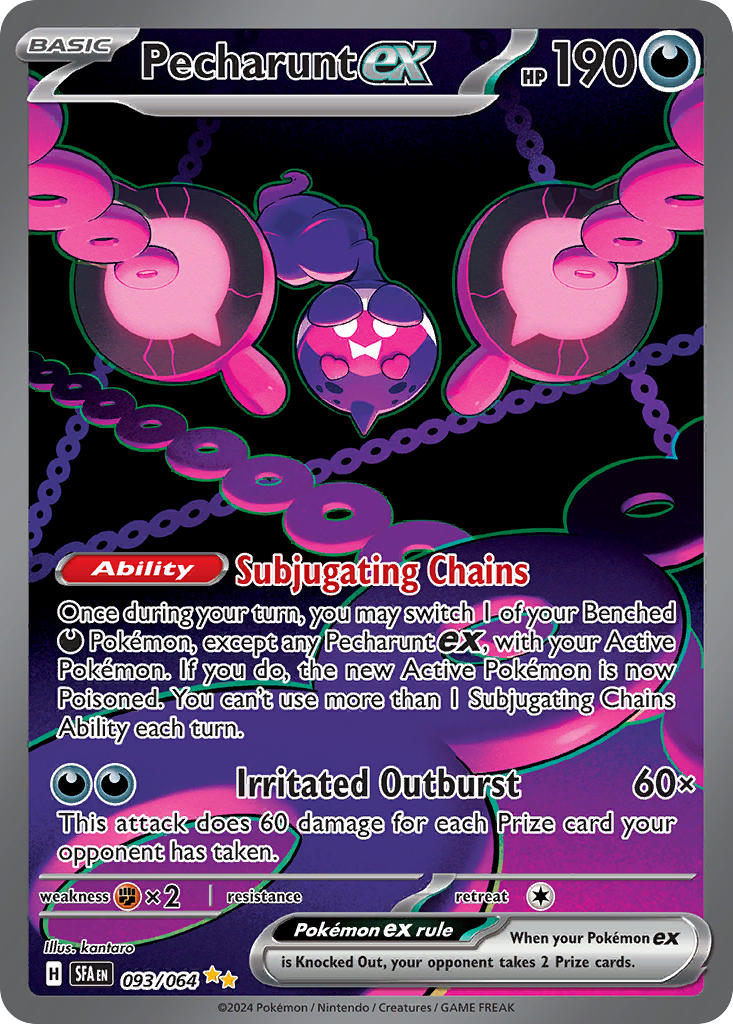 BASIC
Pecharunt ex
HP 190
Ability Subjugating Chains
Once during your turn, you may switch 1 of your Benched
Pokémon, except any Pecharunt ex, with your Active
Pokémon. If you do, the new Active Pokémon is now
Poisoned. You can't use more than 1 Subjugating Chains
Ability each turn.
Irritated Outburst 60×
This attack does 60 damage for each Prize card your
opponent has taken.
weakness ×2 resistance retreat
Pokémon ex rule
When your Pokémon ex
is Knocked Out, your opponent takes 2 Prize cards.
Illus. kantaro
H SFA EN 093/064
©2024 Pokémon / Nintendo / Creatures / GAME FREAK